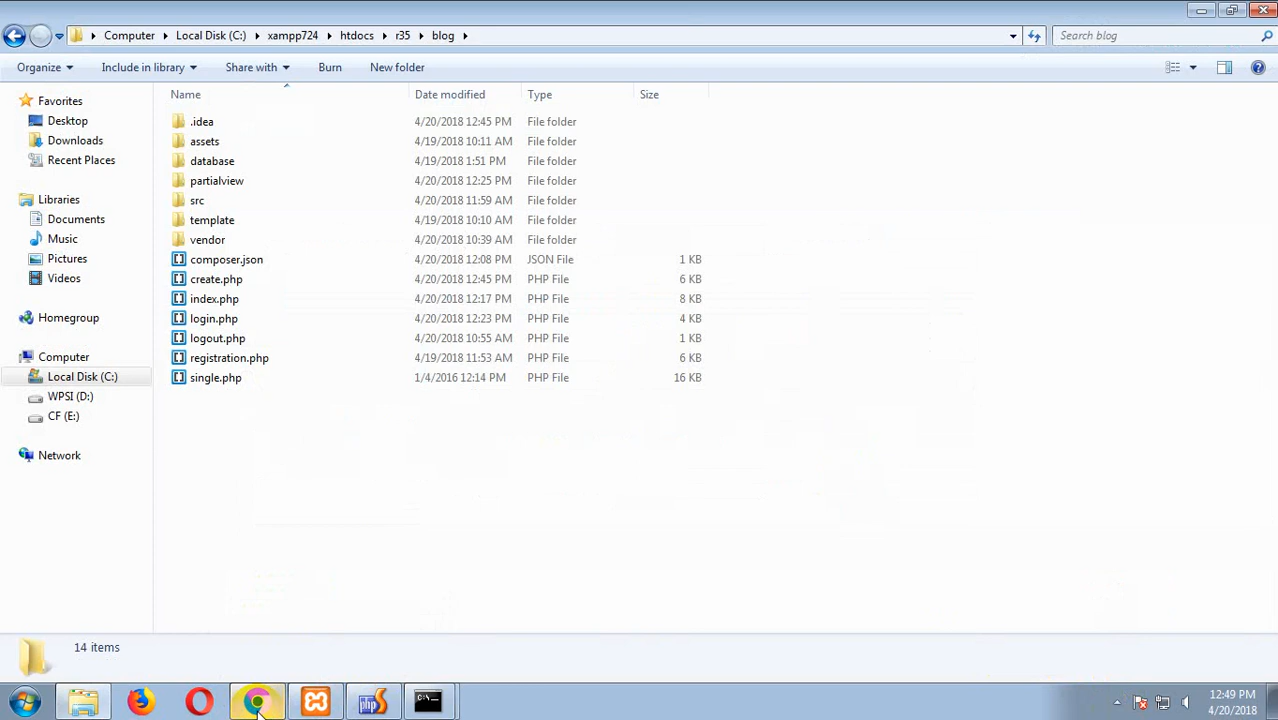 Computer Local Disk (C:) xampp724 htdocs r35 blog Search blog
Organize Include in library Share with Burn New folder
Name Date modified Type Size
Favorites
Desktop
Downloads
Recent Places
Libraries
Documents
Music
Pictures
Videos
Homegroup
Computer
Local Disk (C:)
WPSI (D:)
CF (E:)
Network
.idea 4/20/2018 12:45 PM File folder
assets 4/19/2018 10:11 AM File folder
database 4/19/2018 1:51 PM File folder
partialview 4/20/2018 12:25 PM File folder
src 4/20/2018 11:59 AM File folder
template 4/19/2018 10:10 AM File folder
vendor 4/20/2018 10:39 AM File folder
composer.json 4/20/2018 12:08 PM JSON File 1 KB
create.php 4/20/2018 12:45 PM PHP File 6 KB
index.php 4/20/2018 12:17 PM PHP File 8 KB
login.php 4/20/2018 12:23 PM PHP File 4 KB
logout.php 4/20/2018 10:55 AM PHP File 1 KB
registration.php 4/19/2018 11:53 AM PHP File 6 KB
single.php 1/4/2016 12:14 PM PHP File 16 KB
14 items
php
C:\
12:49 PM
4/20/2018